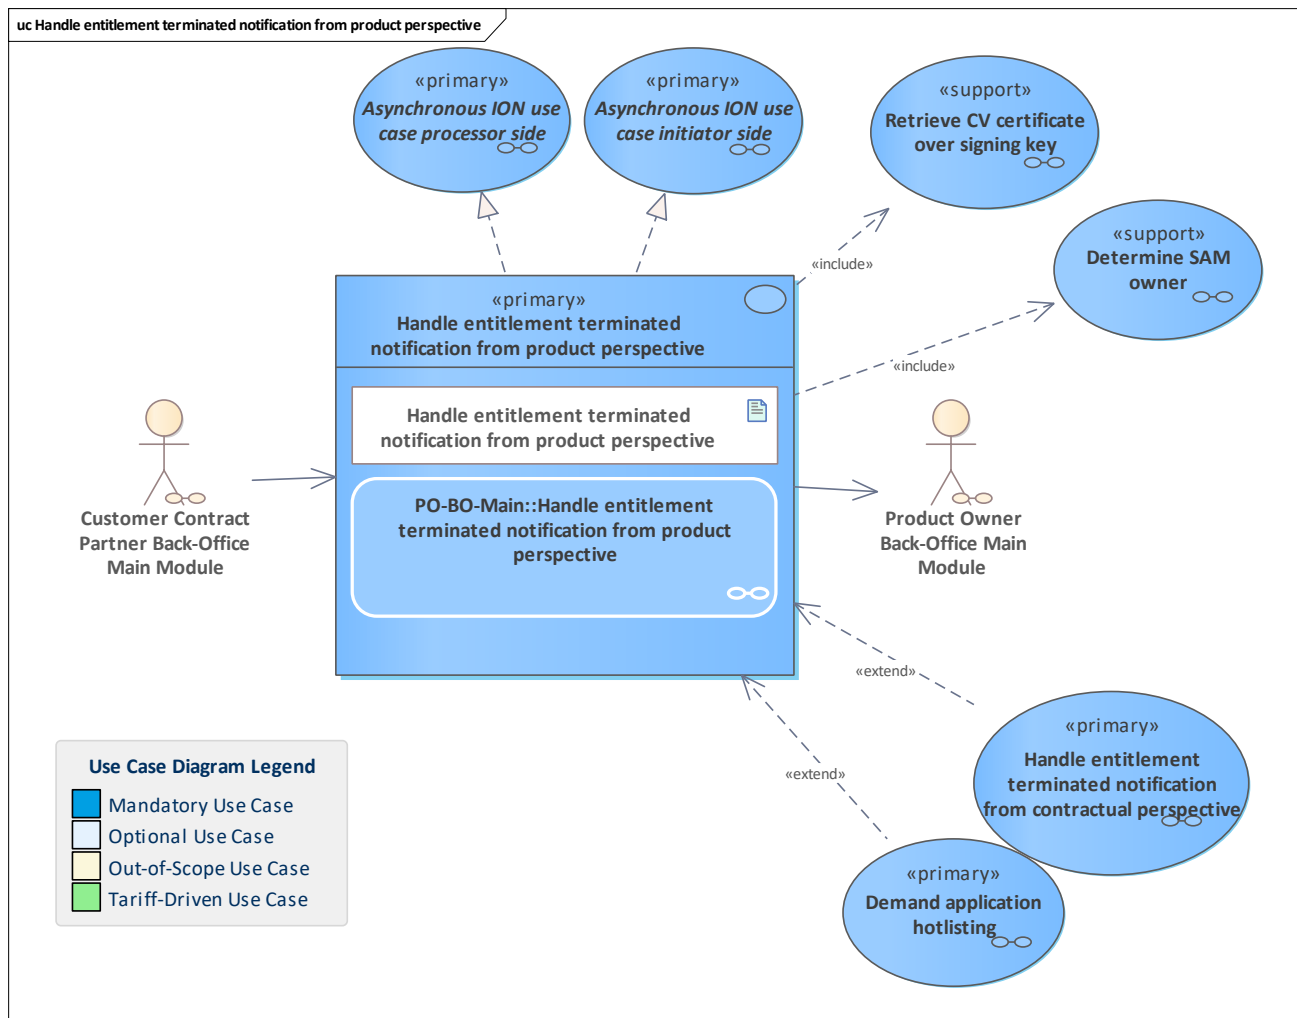 uc Handle entitlement terminated notification from product perspective
«primary»
Asynchronous ION use
case processor side
«primary»
Asynchronous ION use
case initiator side
«support»
Retrieve CV certificate
over signing key
«support»
Determine SAM
owner
«include»
«include»
«primary»
Handle entitlement terminated
notification from product perspective
Handle entitlement terminated
notification from product perspective
PO-BO-Main::Handle entitlement
terminated notification from product
perspective
Customer Contract
Partner Back-Office
Main Module
Product Owner
Back-Office Main
Module
«extend»
«extend»
«primary»
Handle entitlement
terminated notification
from contractual perspective
«primary»
Demand application
hotlisting
Use Case Diagram Legend
Mandatory Use Case
Optional Use Case
Out-of-Scope Use Case
Tariff-Driven Use Case